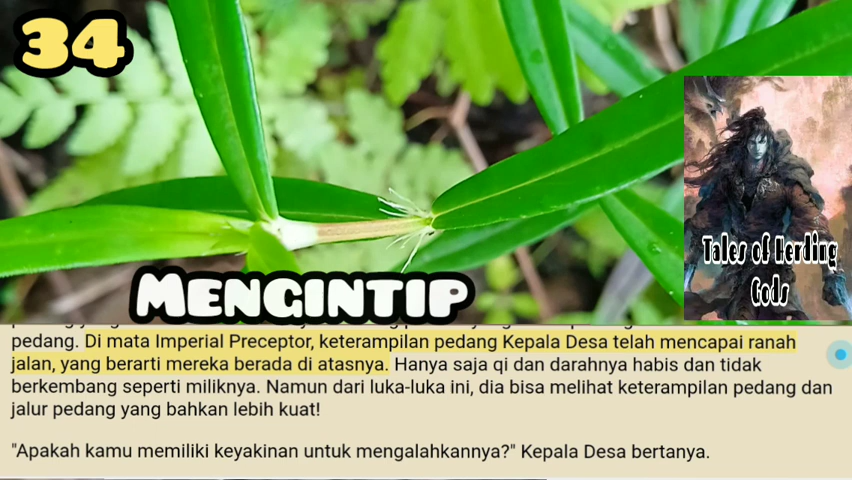 34
Tales of Herding
Gods
MENGINTIP
pedang. Di mata Imperial Preceptor, keterampilan pedang Kepala Desa telah mencapai ranah
jalan, yang berarti mereka berada di atasnya. Hanya saja qi dan darahnya habis dan tidak
berkembang seperti miliknya. Namun dari luka-luka ini, dia bisa melihat keterampilan pedang dan
jalur pedang yang bahkan lebih kuat!
"Apakah kamu memiliki keyakinan untuk mengalahkannya?" Kepala Desa bertanya.